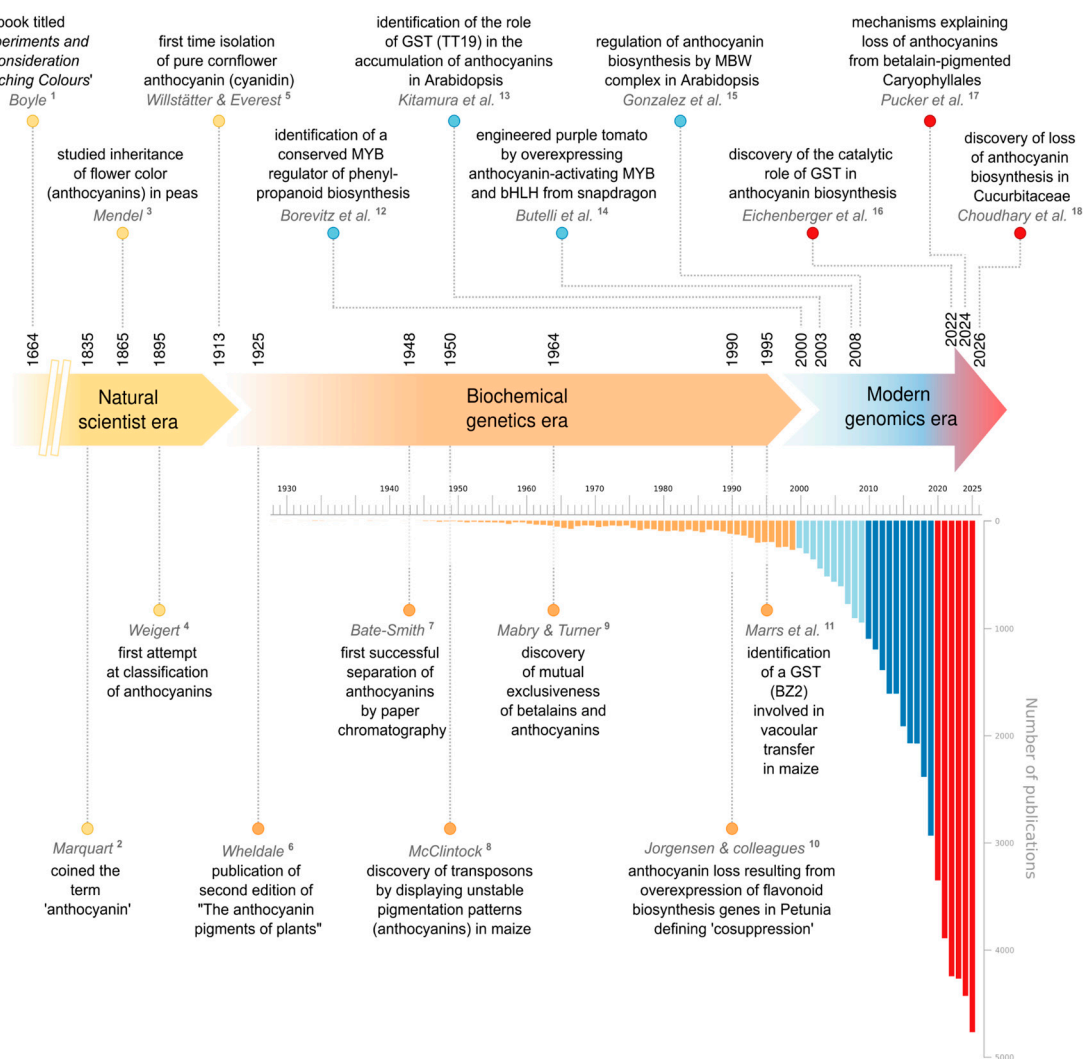 book titled
eriments and
onsideration
ching Colours'
Boyle 1
first time isolation
of pure cornflower
anthocyanin (cyanidin)
Willstätter & Everest 5
identification of the role
of GST (TT19) in the
accumulation of anthocyanins
in Arabidopsis
Kitamura et al. 13
regulation of anthocyanin
biosynthesis by MBW
complex in Arabidopsis
Gonzalez et al. 15
mechanisms explaining
loss of anthocyanins
from betalain-pigmented
Caryophyllales
Pucker et al. 17
studied inheritance
of flower color
(anthocyanins) in peas
Mendel 3
identification of a
conserved MYB
regulator of phenyl-
propanoid biosynthesis
Borevitz et al. 12
engineered purple tomato
by overexpressing
anthocyanin-activating MYB
and bHLH from snapdragon
Butelli et al. 14
discovery of the catalytic
role of GST in
anthocyanin biosynthesis
Eichenberger et al. 16
discovery of loss
of anthocyanin
biosynthesis in
Cucurbitaceae
Choudhary et al. 18
1664
1835
1865
1895
1913
1925
1948
1950
1964
1990
1995
2000
2003
2008
2022
2024
2026
Natural
scientist era
Biochemical
genetics era
Modern
genomics era
1930
1940
1950
1960
1970
1980
1990
2000
2010
2020
2025
0
1000
2000
3000
4000
5000
Number of publications
Weigert 4
first attempt
at classification
of anthocyanins
Bate-Smith 7
first successful
separation of
anthocyanins
by paper
chromatography
Mabry & Turner 9
discovery
of mutual
exclusiveness
of betalains and
anthocyanins
Marrs et al. 11
identification
of a GST
(BZ2)
involved in
vacoular
transfer
in maize
Marquart 2
coined the
term
'anthocyanin'
Wheldale 6
publication of
second edition of
"The anthocyanin
pigments of plants"
McClintock 8
discovery of transposons
by displaying unstable
pigmentation patterns
(anthocyanins) in maize
Jorgensen & colleagues 10
anthocyanin loss resulting from
overexpression of flavonoid
biosynthesis genes in Petunia
defining 'cosuppression'